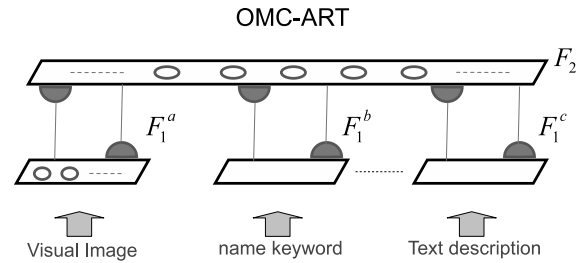 OMC-ART
F₂
F₁ᵃ
F₁ᵇ
F₁ᶜ
Visual Image
name keyword
Text description